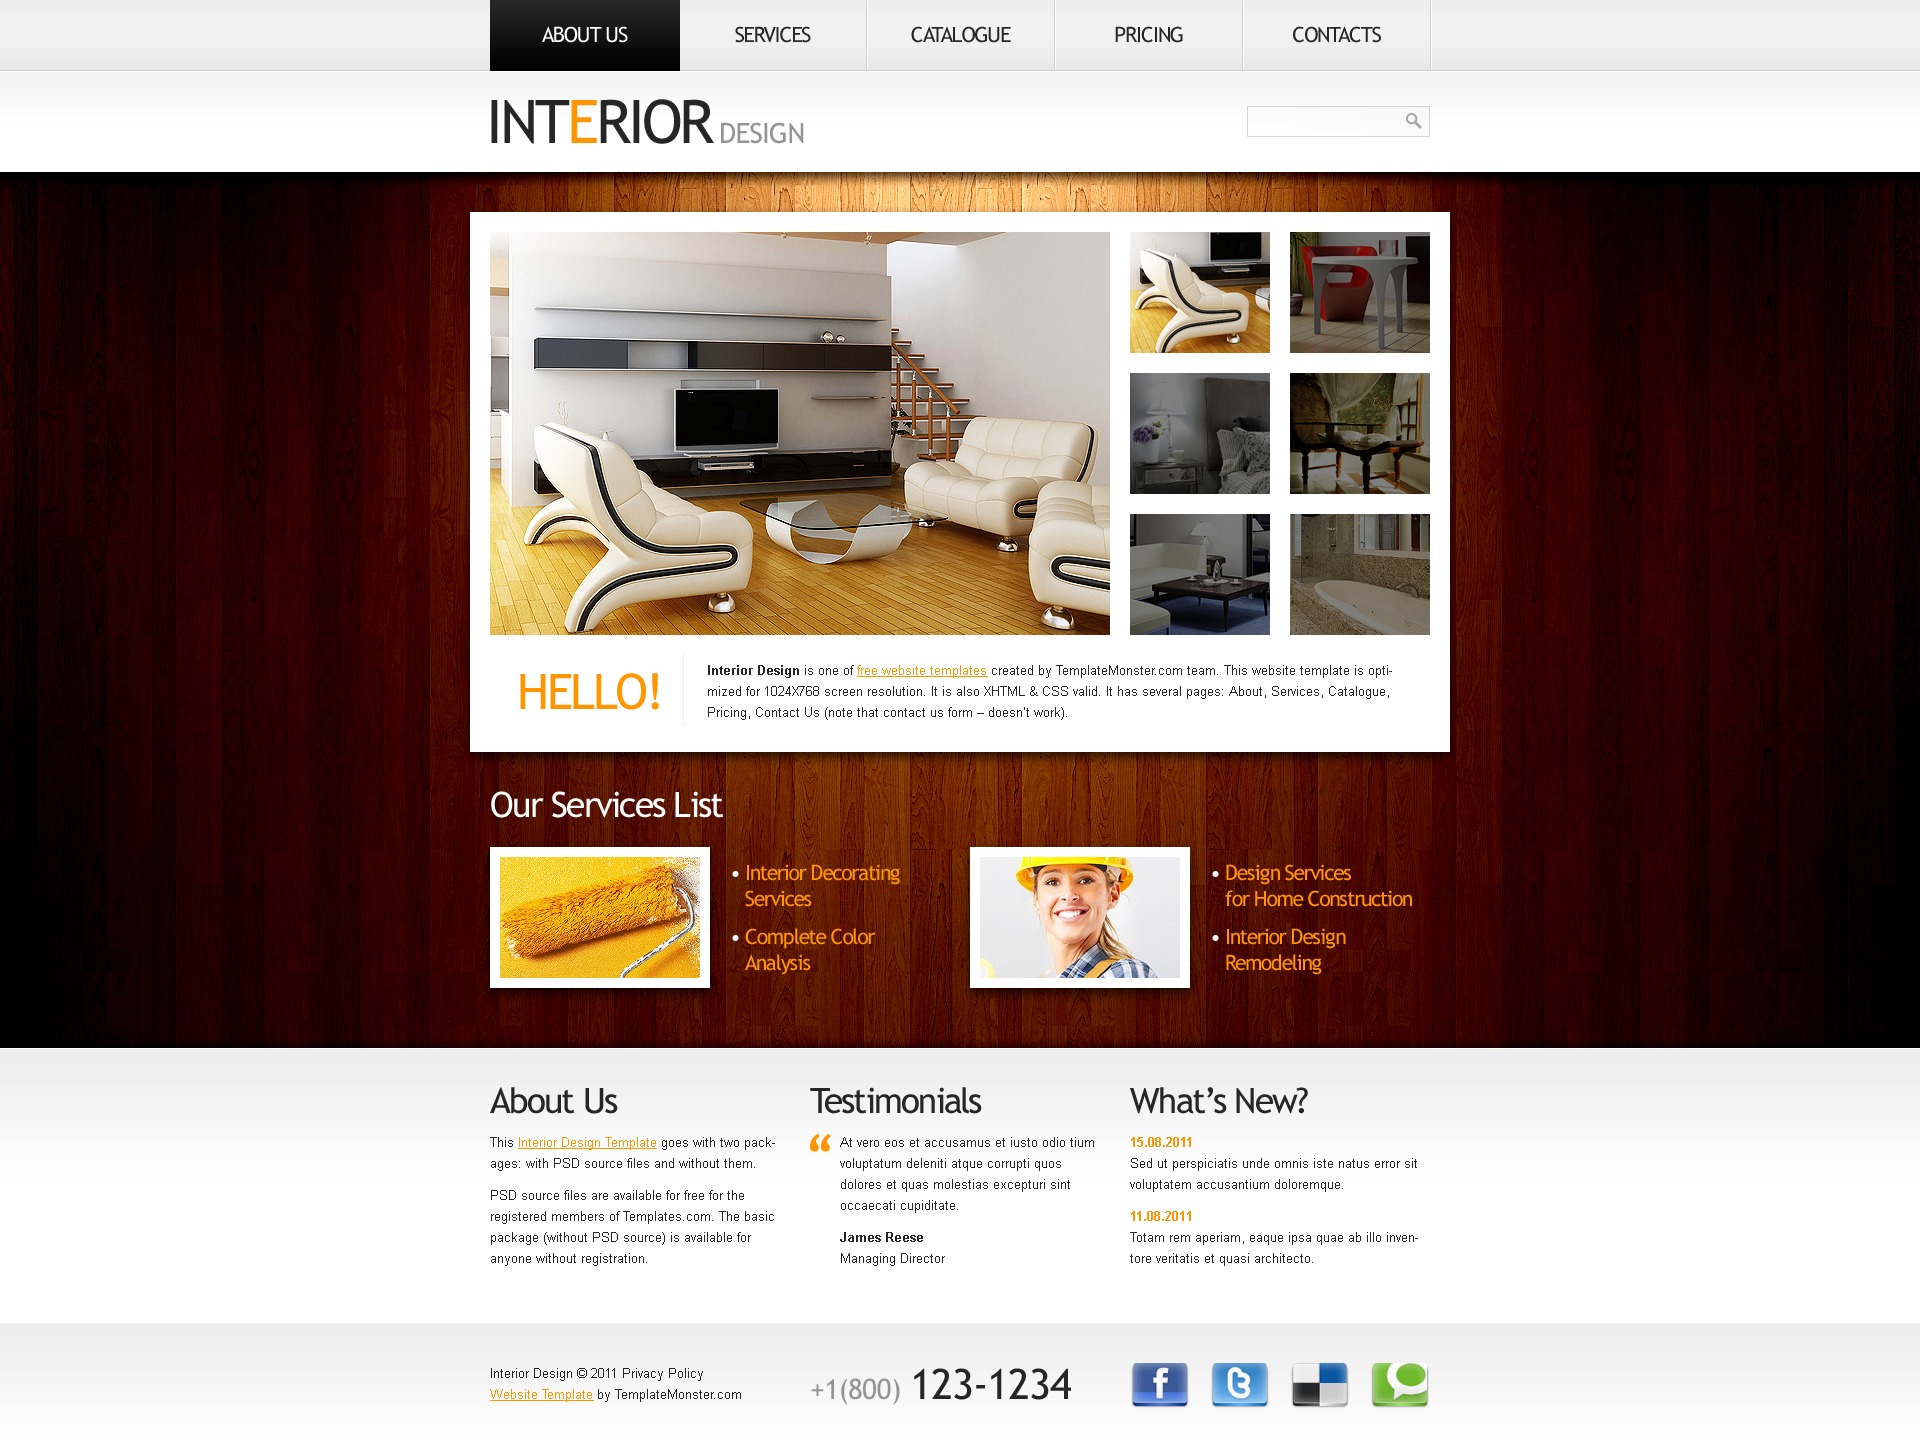 ABOUT US
SERVICES
CATALOGUE
PRICING
CONTACTS
INTERIOR DESIGN
HELLO!
Interior Design is one of free website templates created by TemplateMonster.com team. This website template is opti-
mized for 1024X768 screen resolution. It is also XHTML & CSS valid. It has several pages: About, Services, Catalogue,
Pricing, Contact Us (note that contact us form – doesn't work).
Our Services List
• Interior Decorating
Services
• Complete Color
Analysis
• Design Services
for Home Construction
• Interior Design
Remodeling
About Us
This Interior Design Template goes with two pack-
ages: with PSD source files and without them.
PSD source files are available for free for the
registered members of Templates.com. The basic
package (without PSD source) is available for
anyone without registration.
Testimonials
“ At vero eos et accusamus et iusto odio tium
voluptatum deleniti atque corrupti quos
dolores et quas molestias excepturi sint
occaecati cupiditate.
James Reese
Managing Director
What’s New?
15.08.2011
Sed ut perspiciatis unde omnis iste natus error sit
voluptatem accusantium doloremque.
11.08.2011
Totam rem aperiam, eaque ipsa quae ab illo inven-
tore veritatis et quasi architecto.
Interior Design © 2011 Privacy Policy
Website Template by TemplateMonster.com
+1(800) 123-1234
f
t